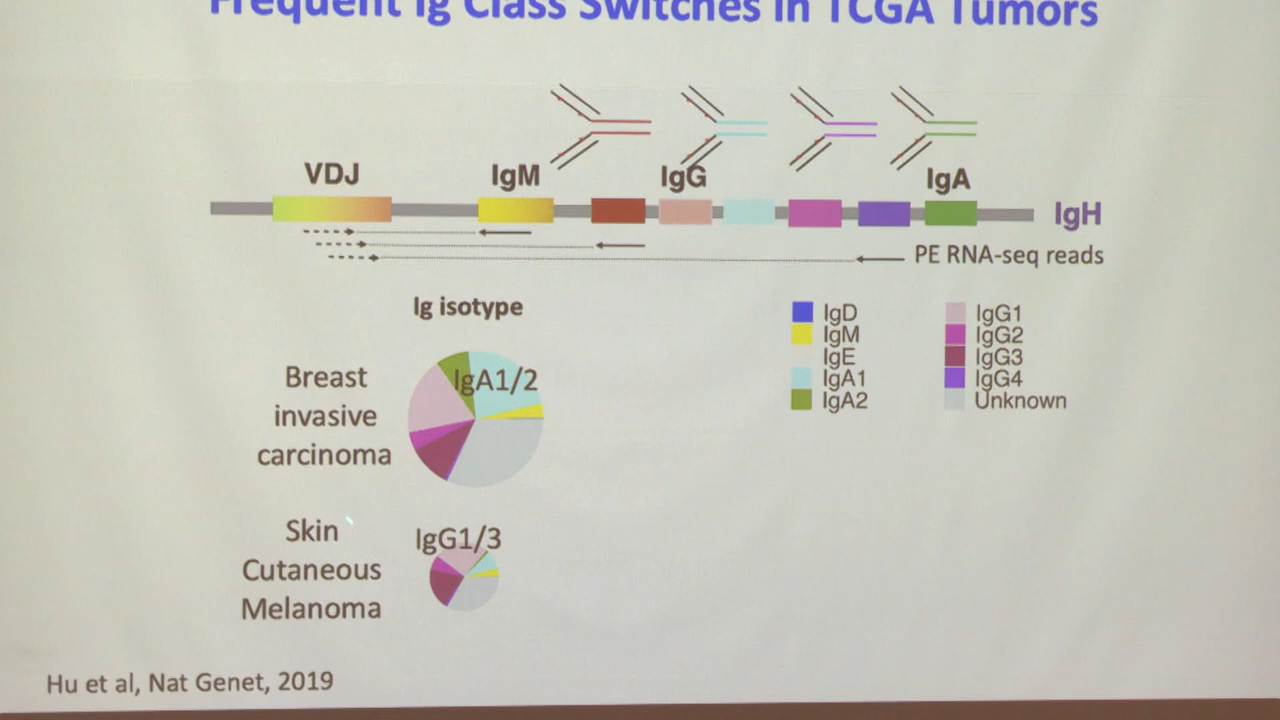 Frequent Ig Class Switches in TCGA Tumors
VDJ IgM IgG IgA
IgH
PE RNA-seq reads
Ig isotype
IgD
IgM
IgE
IgA1
IgA2
IgG1
IgG2
IgG3
IgG4
Unknown
Breast
invasive
carcinoma
IgA1/2
Skin
Cutaneous
Melanoma
IgG1/3
Hu et al, Nat Genet, 2019